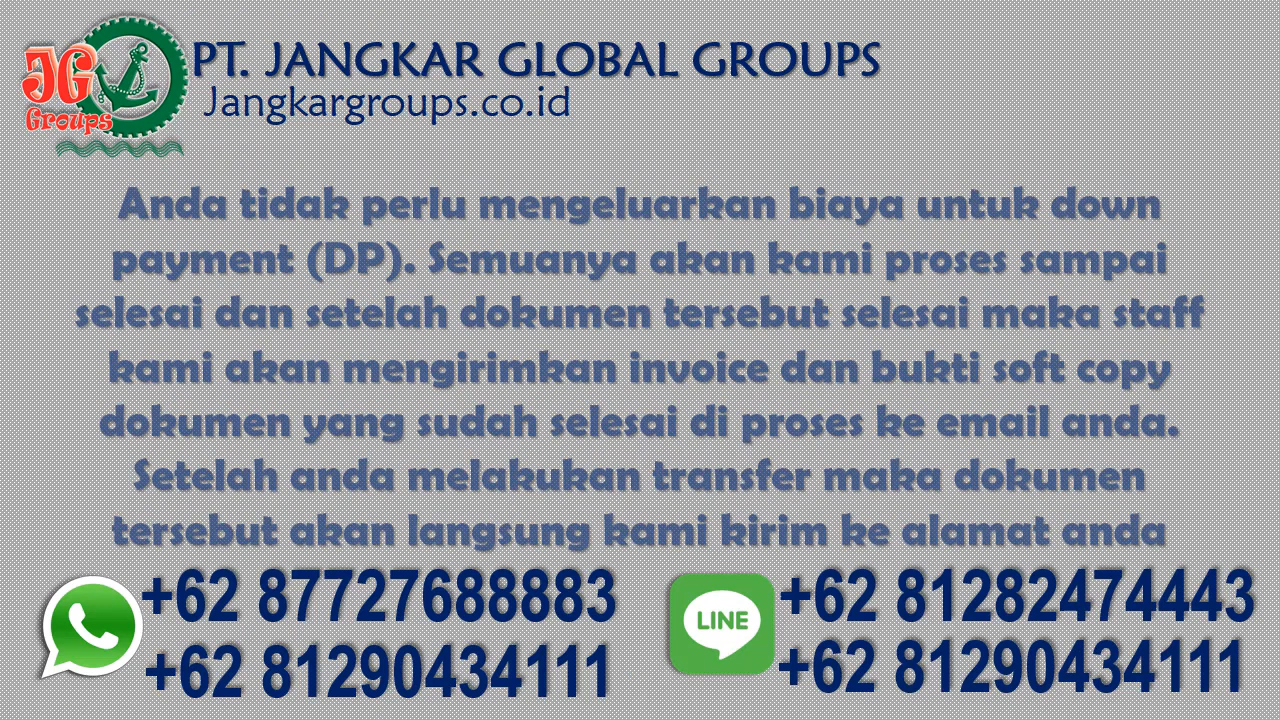 JG
Groups
PT. JANGKAR GLOBAL GROUPS
Jangkargroups.co.id
Anda tidak perlu mengeluarkan biaya untuk down
payment (DP). Semuanya akan kami proses sampai
selesai dan setelah dokumen tersebut selesai maka staff
kami akan mengirimkan invoice dan bukti soft copy
dokumen yang sudah selesai di proses ke email anda.
Setelah anda melakukan transfer maka dokumen
tersebut akan langsung kami kirim ke alamat anda
+62 87727688883
+62 81290434111
LINE
+62 81282474443
+62 81290434111